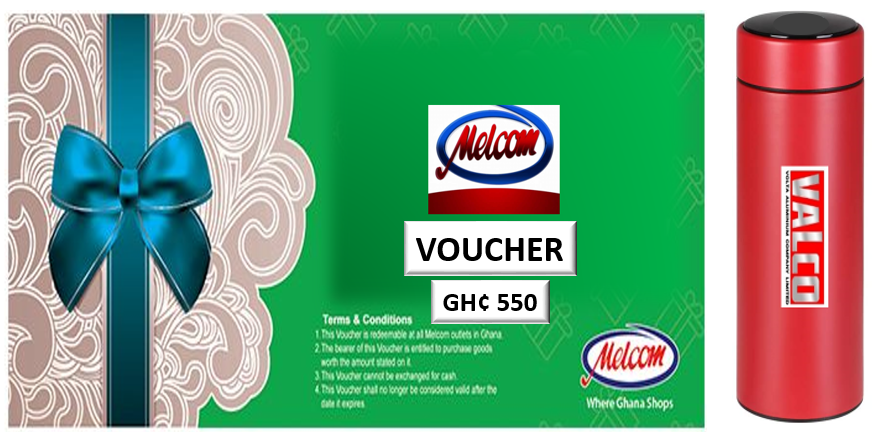 Melcom
VOUCHER
GH¢ 550
Terms & Conditions
1.This Voucher is redeemable at all Melcom outlets in Ghana.
2.The bearer of this Voucher is entitled to purchase goods
worth the amount stated on it.
3.This Voucher cannot be exchanged for cash.
4.This Voucher shall no longer be considered valid after the
date it expires.
Melcom
Where Ghana Shops
VALCO
VOLTA ALUMINIUM COMPANY LIMITED